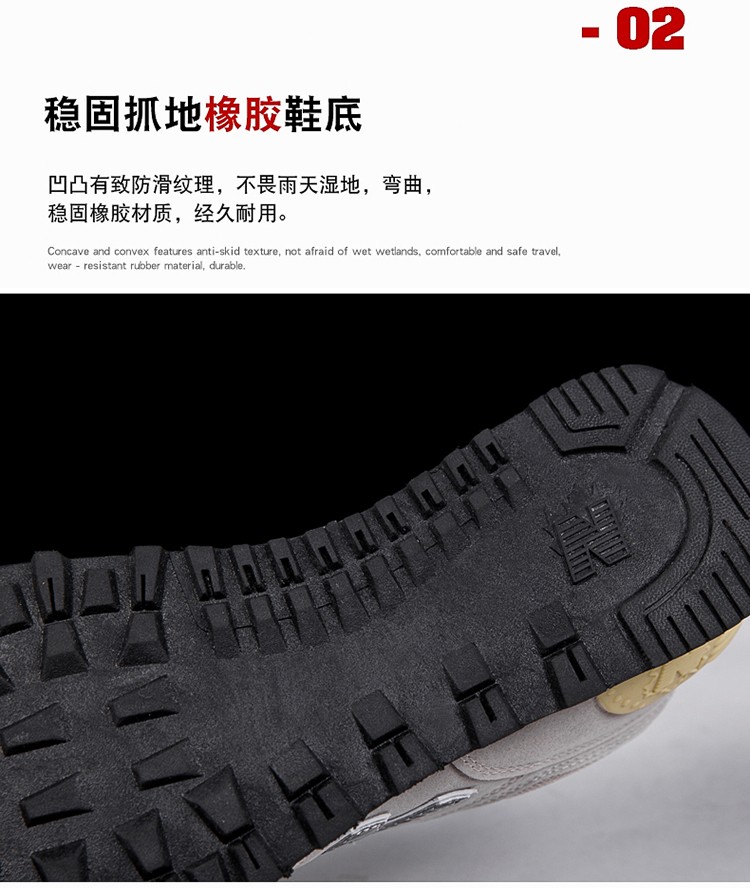 - 02
稳固抓地橡胶鞋底
凹凸有致防滑纹理，不畏雨天湿地，弯曲，
稳固橡胶材质，经久耐用。
Concave and convex features anti-skid texture, not afraid of wet wetlands, comfortable and safe travel,
wear - resistant rubber material, durable.